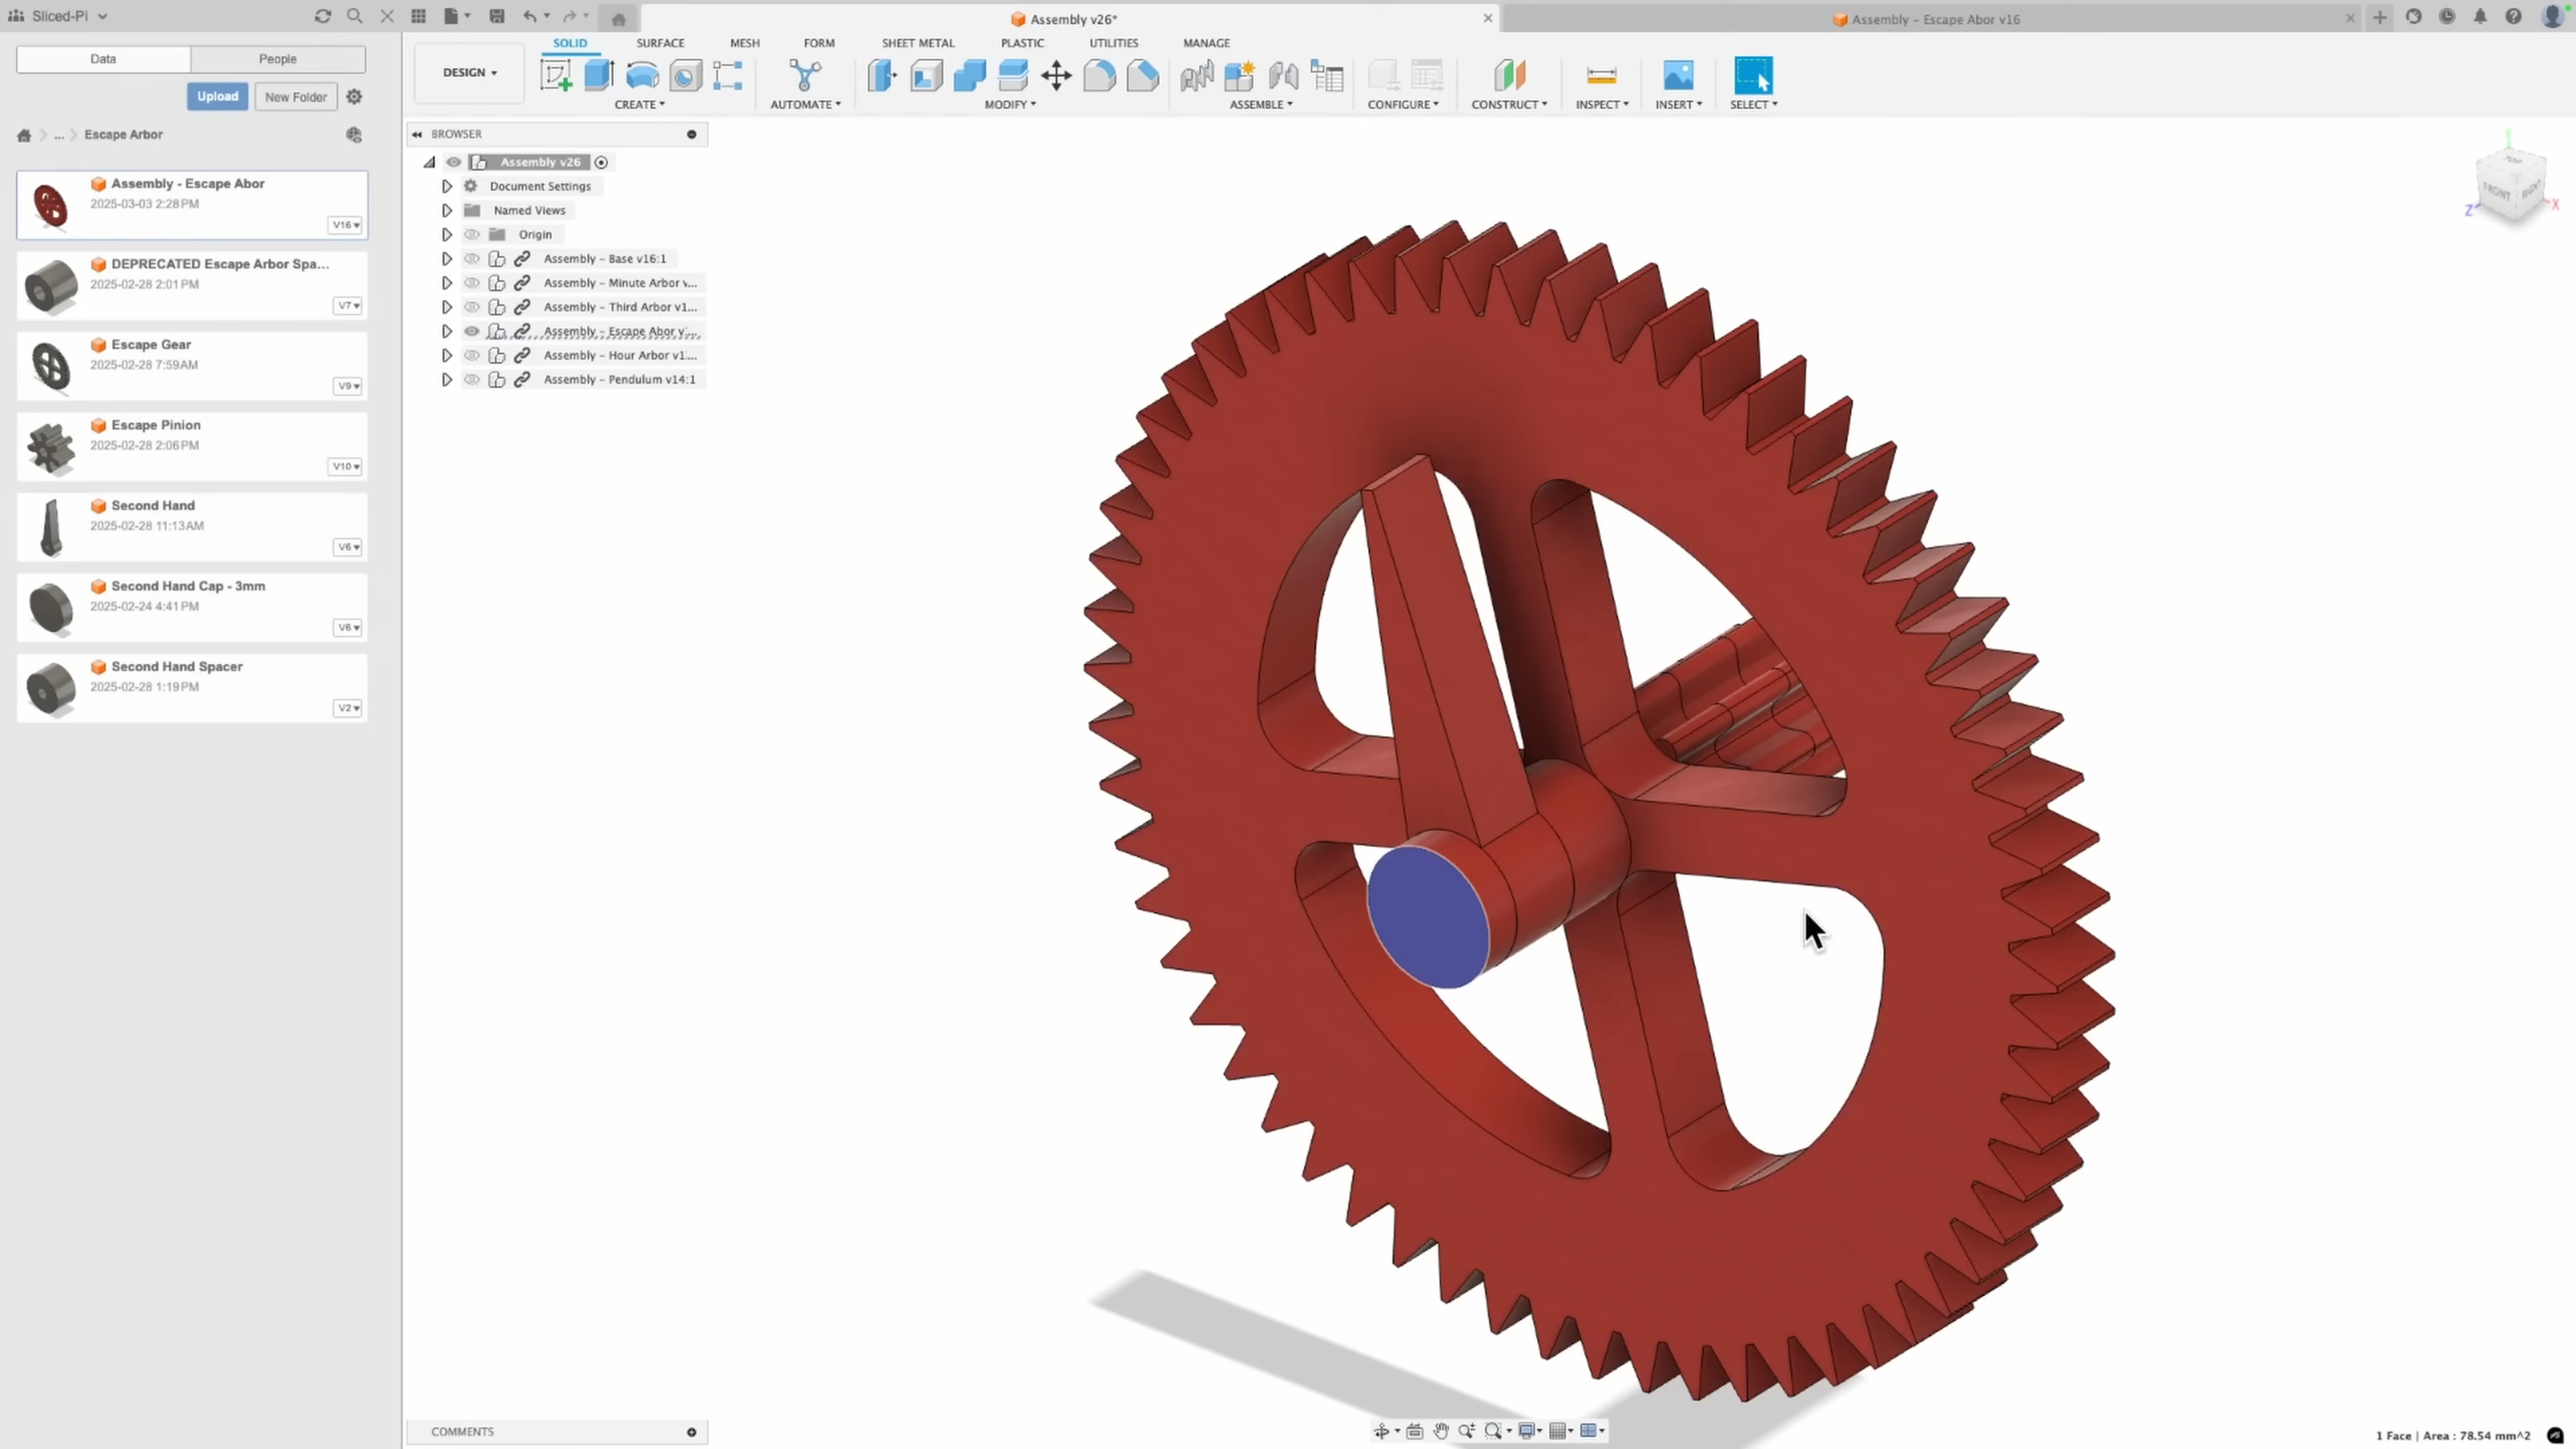 Sliced-Pi
Assembly v26*
Assembly – Escape Abor v16
Data
People
Upload
New Folder
... Escape Arbor
Assembly - Escape Abor
2025-03-03 2:28PM
V16
DEPRECATED Escape Arbor Spa...
2025-02-28 2:01PM
V7
Escape Gear
2025-02-28 7:59AM
V9
Escape Pinion
2025-02-28 2:06PM
V10
Second Hand
2025-02-28 11:13AM
V6
Second Hand Cap - 3mm
2025-02-24 4:41PM
V6
Second Hand Spacer
2025-02-28 1:19PM
V2
DESIGN
SOLID SURFACE MESH FORM SHEET METAL PLASTIC UTILITIES MANAGE
CREATE AUTOMATE MODIFY ASSEMBLE CONFIGURE CONSTRUCT INSPECT INSERT SELECT
BROWSER
Assembly v26
Document Settings
Named Views
Origin
Assembly – Base v16:1
Assembly – Minute Arbor v...
Assembly – Third Arbor v1...
Assembly – Escape Abor v...
Assembly – Hour Arbor v1...
Assembly – Pendulum v14:1
Y
TOP
FRONT
RIGHT
Z
X
COMMENTS
1 Face | Area : 78.54 mm^2